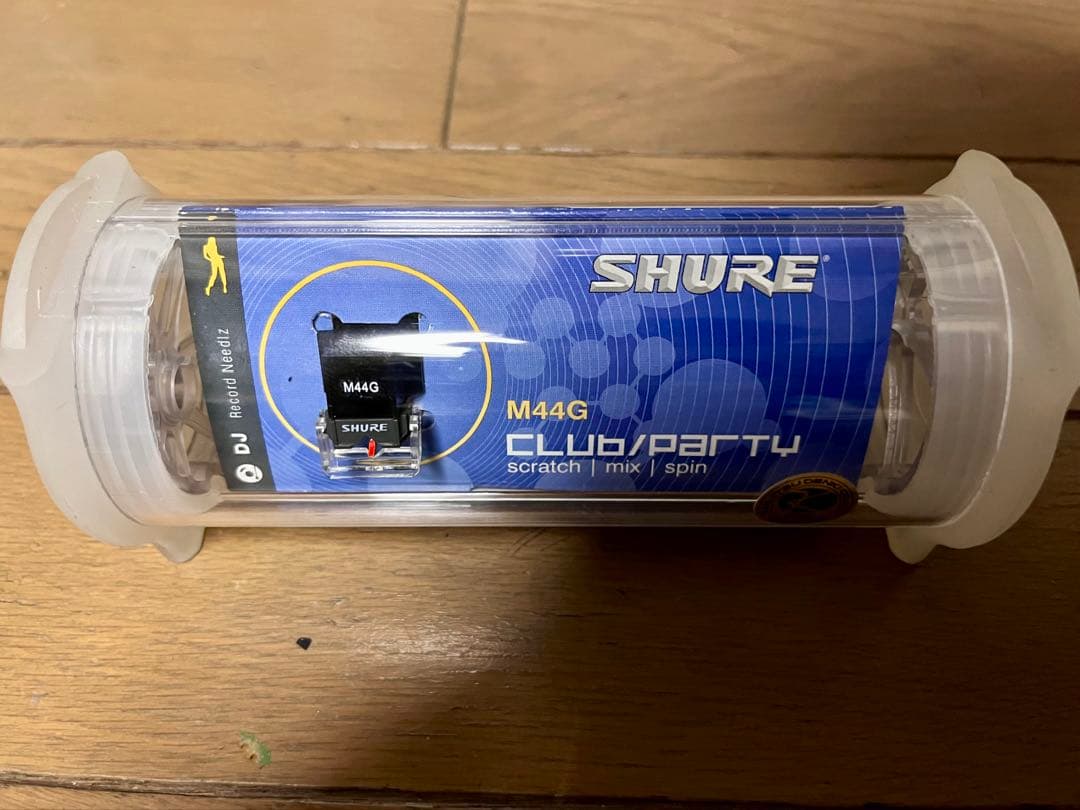 DJ Record Needlz
SHURE®
M44G
SHURE
M44G
CLUB/PARTY
scratch | mix | spin